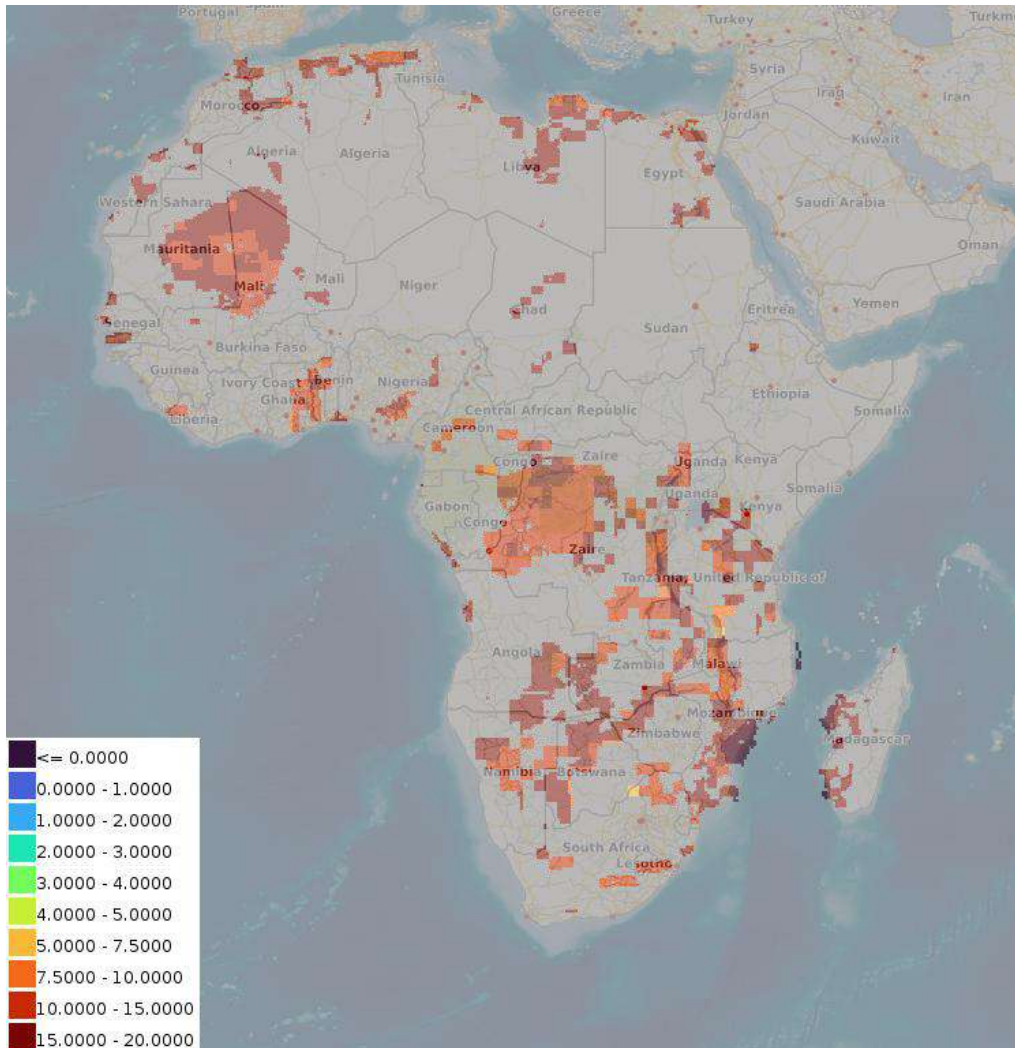 Portugal
Greece
Turkey
Turkm
Syria
Tunisia
Iraq
Iran
Morocco
Jordan
Kuwait
Algeria
Algeria
Libya
Egypt
Western Sahara
Saudi Arabia
Mauritania
Oman
Mali
Mali
Niger
Chad
Eritrea
Yemen
Senegal
Sudan
Burkina Faso
Guinea
Ivory Coast
Benin
Nigeria
Ethiopia
Ghana
Somalia
Liberia
Central African Republic
Cameroon
Congo
Zaire
Uganda
Kenya
Gabon
Uganda
Somalia
Kenya
Congo
Zaire
Tanzania, United Republic of
Angola
Zambia
Malawi
Mozambique
Zimbabwe
Madagascar
Namibia
Botswana
South Africa
Lesotho
<= 0.0000
0.0000 - 1.0000
1.0000 - 2.0000
2.0000 - 3.0000
3.0000 - 4.0000
4.0000 - 5.0000
5.0000 - 7.5000
7.5000 - 10.0000
10.0000 - 15.0000
15.0000 - 20.0000